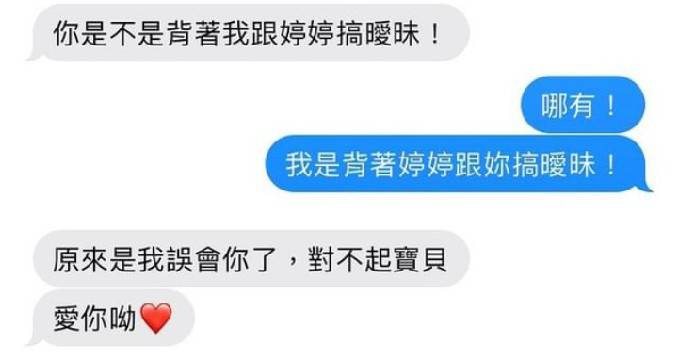 你是不是背著我跟婷婷搞曖昧！
哪有！
我是背著婷婷跟妳搞曖昧！
原來是我誤會你了，對不起寶貝
愛你呦❤️